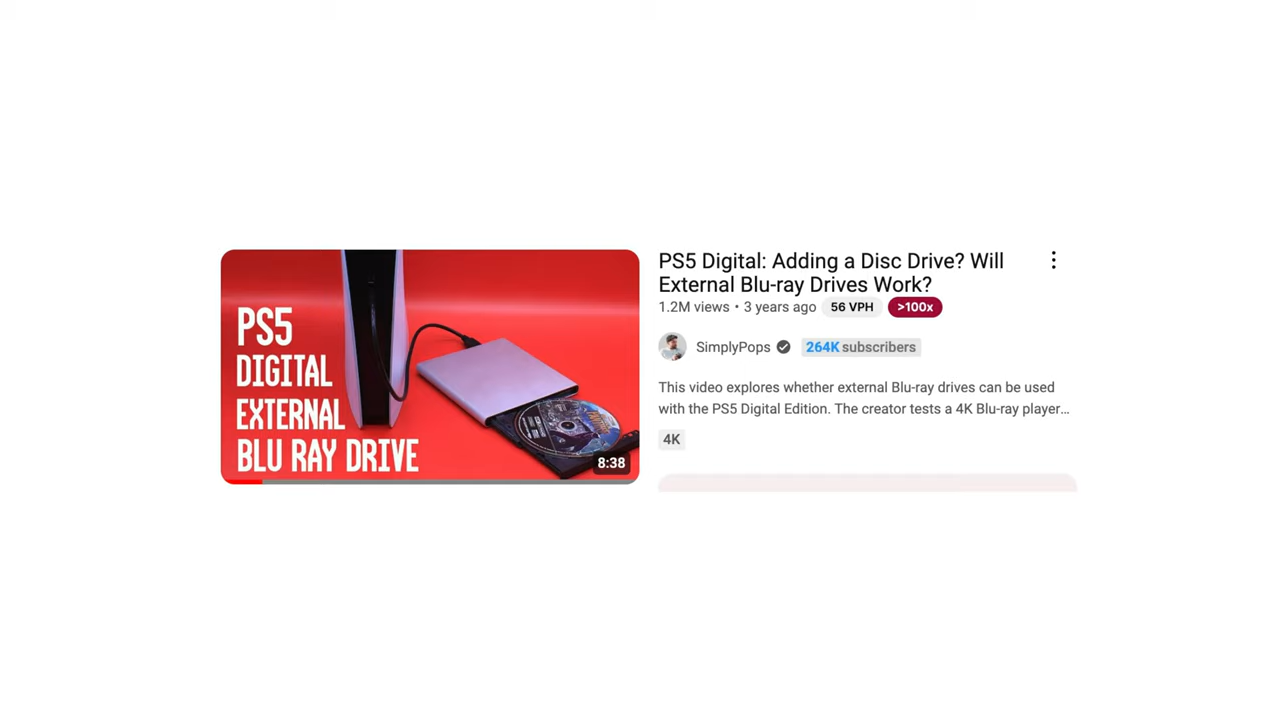 PS5
DIGITAL
EXTERNAL
BLU RAY DRIVE
8:38
PS5 Digital: Adding a Disc Drive? Will
External Blu-ray Drives Work?
1.2M views • 3 years ago 56 VPH >100x
SimplyPops 264K subscribers
This video explores whether external Blu-ray drives can be used
with the PS5 Digital Edition. The creator tests a 4K Blu-ray player…
4K